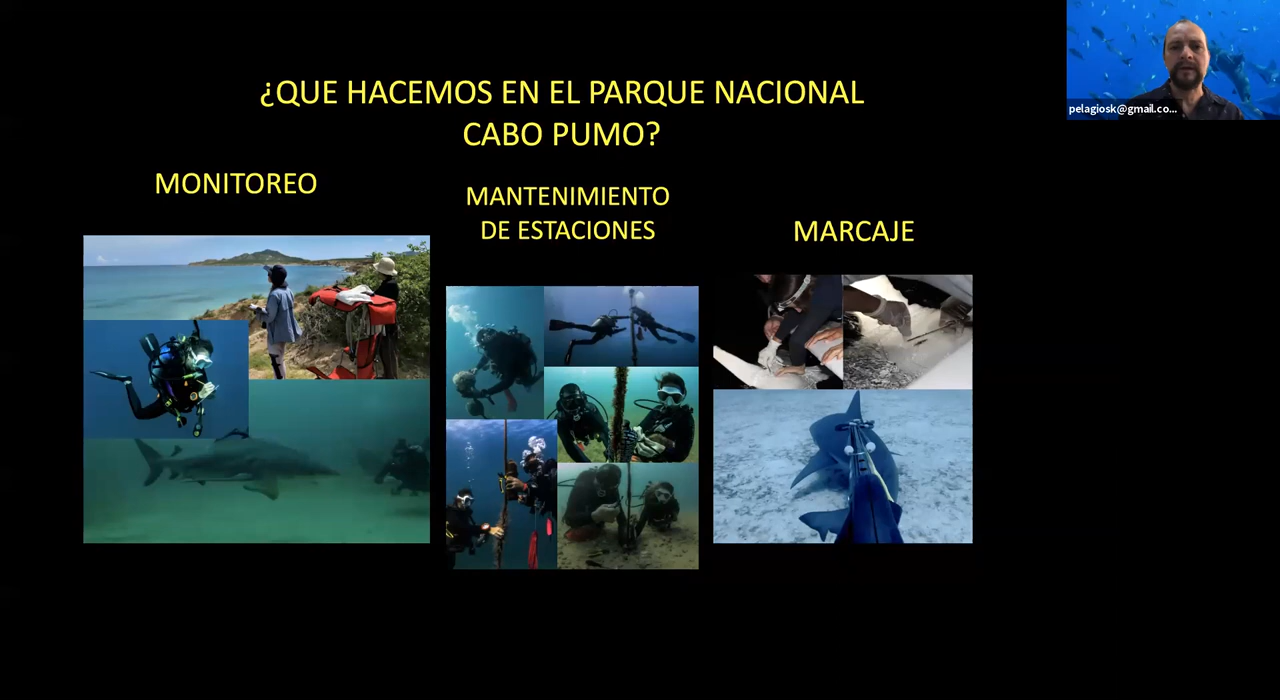 ¿QUE HACEMOS EN EL PARQUE NACIONAL
CABO PUMO?
MONITOREO
MANTENIMIENTO
DE ESTACIONES
MARCAJE
pelagiosk@gmail.co...